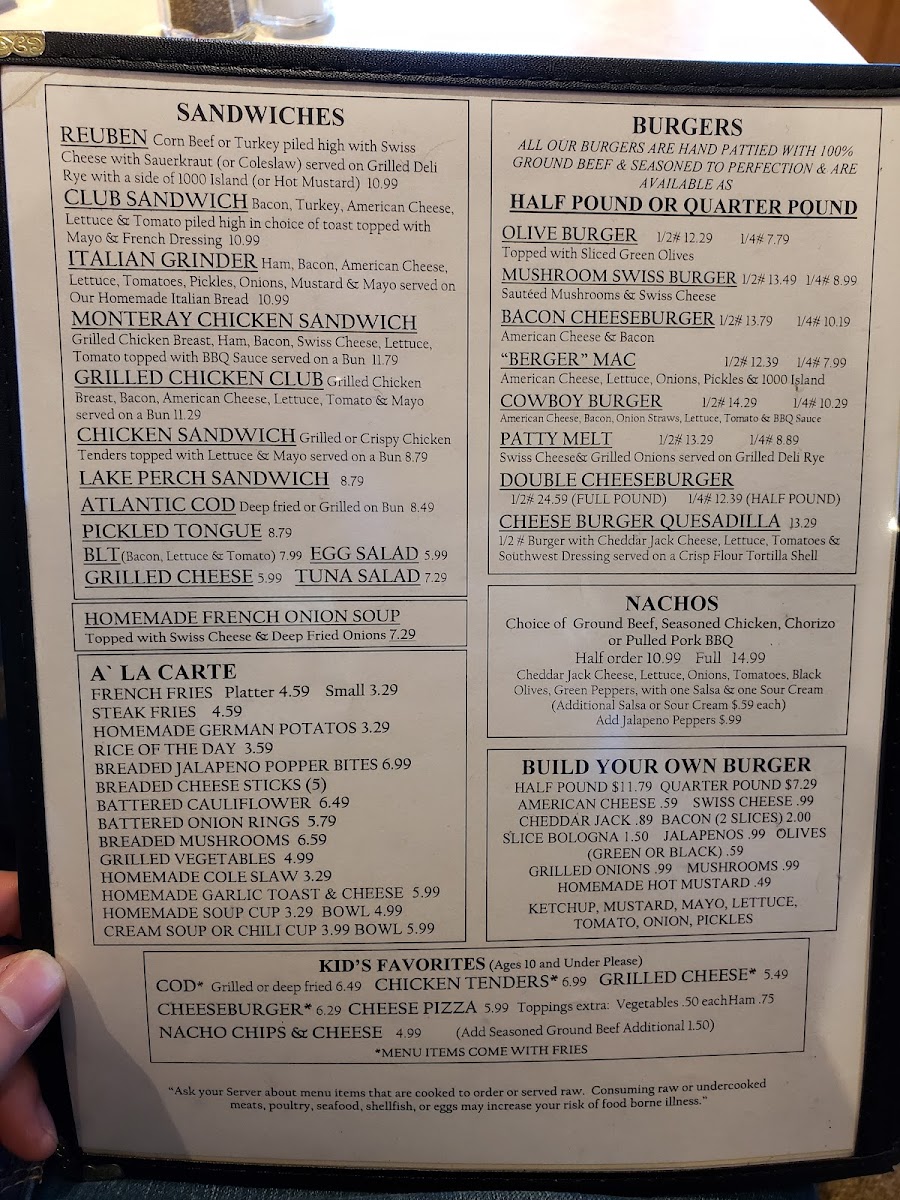 SANDWICHES
REUBEN Corn Beef or Turkey piled high with Swiss
Cheese with Sauerkraut (or Coleslaw) served on Grilled Deli
Rye with a side of 1000 Island (or Hot Mustard) 10.99
CLUB SANDWICH Bacon, Turkey, American Cheese,
Lettuce & Tomato piled high in choice of toast topped with
Mayo & French Dressing 10.99
ITALIAN GRINDER Ham, Bacon, American Cheese,
Lettuce, Tomatoes, Pickles, Onions, Mustard & Mayo served on
Our Homemade Italian Bread 10.99
MONTERAY CHICKEN SANDWICH
Grilled Chicken Breast, Ham, Bacon, Swiss Cheese, Lettuce,
Tomato topped with BBQ Sauce served on a Bun 11.79
GRILLED CHICKEN CLUB Grilled Chicken
Breast, Bacon, American Cheese, Lettuce, Tomato & Mayo
served on a Bun 11.29
CHICKEN SANDWICH Grilled or Crispy Chicken
Tenders topped with Lettuce & Mayo served on a Bun 8.79
LAKE PERCH SANDWICH 8.79
ATLANTIC COD Deep fried or Grilled on Bun 8.49
PICKLED TONGUE 8.79
BLT (Bacon, Lettuce & Tomato) 7.99 EGG SALAD 5.99
GRILLED CHEESE 5.99 TUNA SALAD 7.29
HOMEMADE FRENCH ONION SOUP
Topped with Swiss Cheese & Deep Fried Onions 7.29
A` LA CARTE
FRENCH FRIES Platter 4.59 Small 3.29
STEAK FRIES 4.59
HOMEMADE GERMAN POTATOS 3.29
RICE OF THE DAY 3.59
BREADED JALAPENO POPPER BITES 6.99
BREADED CHEESE STICKS (5)
BATTERED CAULIFLOWER 6.49
BATTERED ONION RINGS 5.79
BREADED MUSHROOMS 6.59
GRILLED VEGETABLES 4.99
HOMEMADE COLE SLAW 3.29
HOMEMADE GARLIC TOAST & CHEESE 5.99
HOMEMADE SOUP CUP 3.29 BOWL 4.99
CREAM SOUP OR CHILI CUP 3.99 BOWL 5.99
BURGERS
ALL OUR BURGERS ARE HAND PATTIED WITH 100%
GROUND BEEF & SEASONED TO PERFECTION & ARE
AVAILABLE AS
HALF POUND OR QUARTER POUND
OLIVE BURGER 1/2# 12.29 1/4# 7.79
Topped with Sliced Green Olives
MUSHROOM SWISS BURGER 1/2# 13.49 1/4# 8.99
Sautéed Mushrooms & Swiss Cheese
BACON CHEESEBURGER 1/2# 13.79 1/4# 10.19
American Cheese & Bacon
"BERGER" MAC 1/2# 12.39 1/4# 7.99
American Cheese, Lettuce, Onions, Pickles & 1000 Island
COWBOY BURGER 1/2# 14.29 1/4# 10.29
American Cheese, Bacon, Onion Straws, Lettuce, Tomato & BBQ Sauce
PATTY MELT 1/2# 13.29 1/4# 8.89
Swiss Cheese& Grilled Onions served on Grilled Deli Rye
DOUBLE CHEESEBURGER
1/2# 24.59 (FULL POUND) 1/4# 12.39 (HALF POUND)
CHEESE BURGER QUESADILLA 13.29
1/2 # Burger with Cheddar Jack Cheese, Lettuce, Tomatoes &
Southwest Dressing served on a Crisp Flour Tortilla Shell
NACHOS
Choice of Ground Beef, Seasoned Chicken, Chorizo
or Pulled Pork BBQ
Half order 10.99 Full 14.99
Cheddar Jack Cheese, Lettuce, Onions, Tomatoes, Black
Olives, Green Peppers, with one Salsa & one Sour Cream
(Additional Salsa or Sour Cream $.59 each)
Add Jalapeno Peppers $.99
BUILD YOUR OWN BURGER
HALF POUND $11.79 QUARTER POUND $7.29
AMERICAN CHEESE .59 SWISS CHEESE .99
CHEDDAR JACK .89 BACON (2 SLICES) 2.00
SLICE BOLOGNA 1.50 JALAPENOS .99 OLIVES
(GREEN OR BLACK) .59
GRILLED ONIONS .99 MUSHROOMS .99
HOMEMADE HOT MUSTARD .49
KETCHUP, MUSTARD, MAYO, LETTUCE,
TOMATO, ONION, PICKLES
KID'S FAVORITES (Ages 10 and Under Please)
COD* Grilled or deep fried 6.49 CHICKEN TENDERS* 6.99 GRILLED CHEESE* 5.49
CHEESEBURGER* 6.29 CHEESE PIZZA 5.99 Toppings extra: Vegetables .50 each Ham .75
NACHO CHIPS & CHEESE 4.99 (Add Seasoned Ground Beef Additional 1.50)
*MENU ITEMS COME WITH FRIES
"Ask your Server about menu items that are cooked to order or served raw. Consuming raw or undercooked
meats, poultry, seafood, shellfish, or eggs may increase your risk of food borne illness."